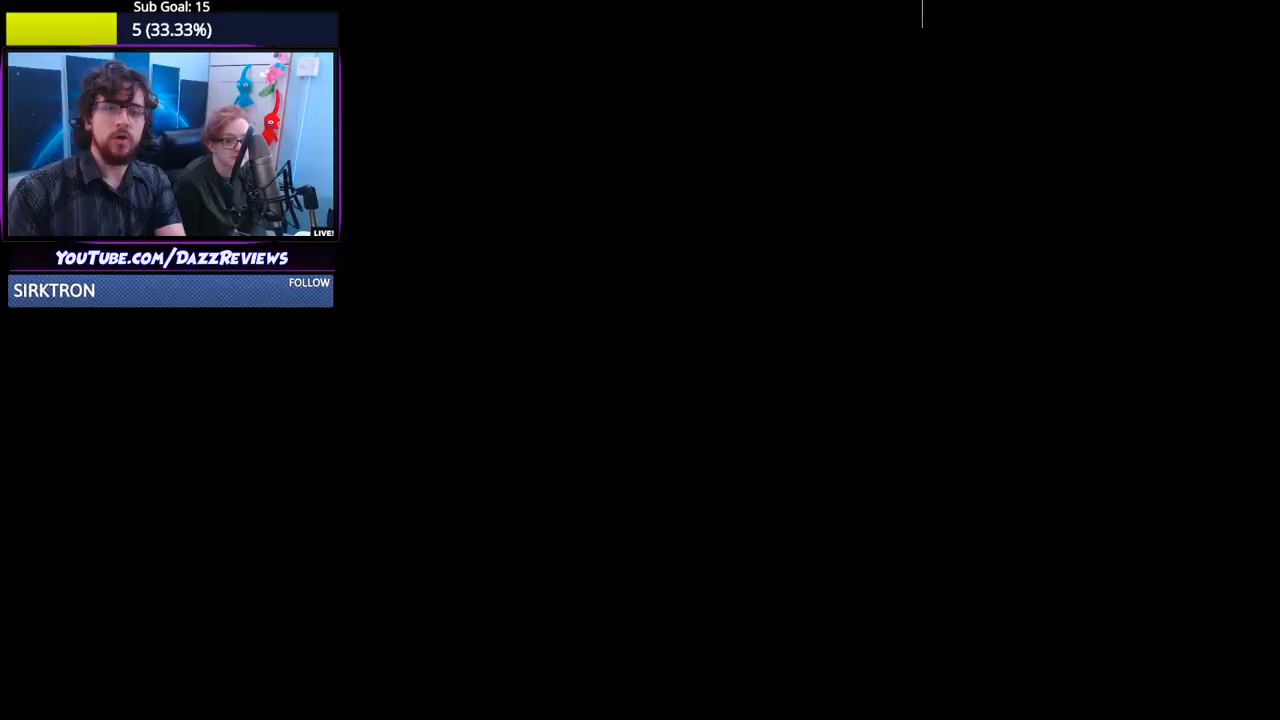 Sub Goal: 15
5 (33.33%)
LIVE!
YouTube.com/DazzReviews
SIRKTRON
FOLLOW